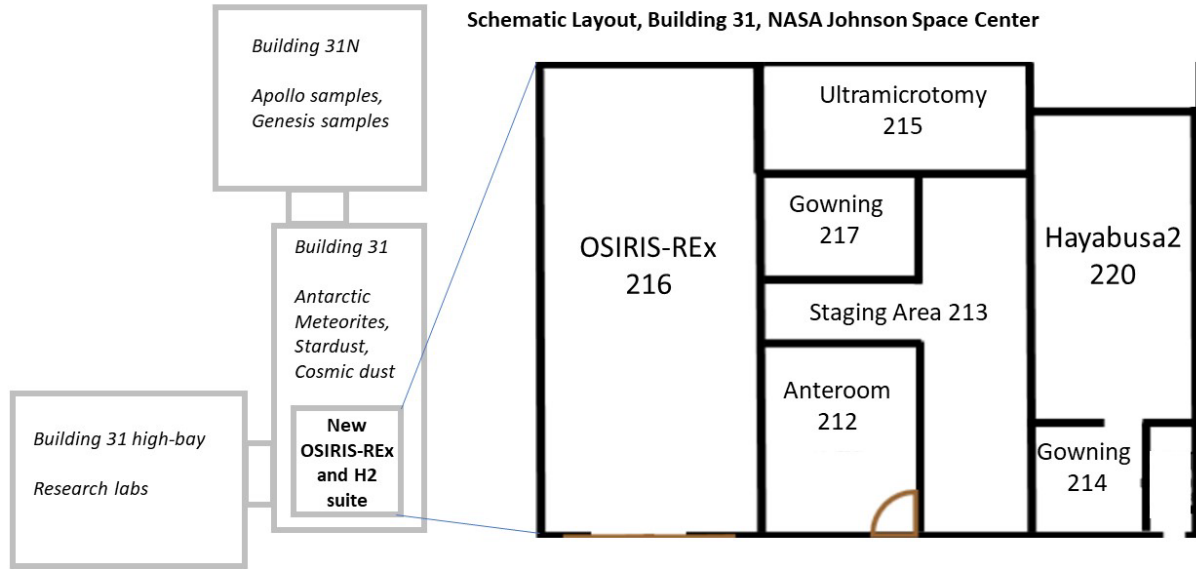 Schematic Layout, Building 31, NASA Johnson Space Center
Building 31N
Apollo samples,
Genesis samples
Building 31
Antarctic
Meteorites,
Stardust,
Cosmic dust
New
OSIRIS-REx
and H2
suite
Building 31 high-bay
Research labs
OSIRIS-REx
216
Ultramicrotomy
215
Gowning
217
Staging Area 213
Anteroom
212
Hayabusa2
220
Gowning
214